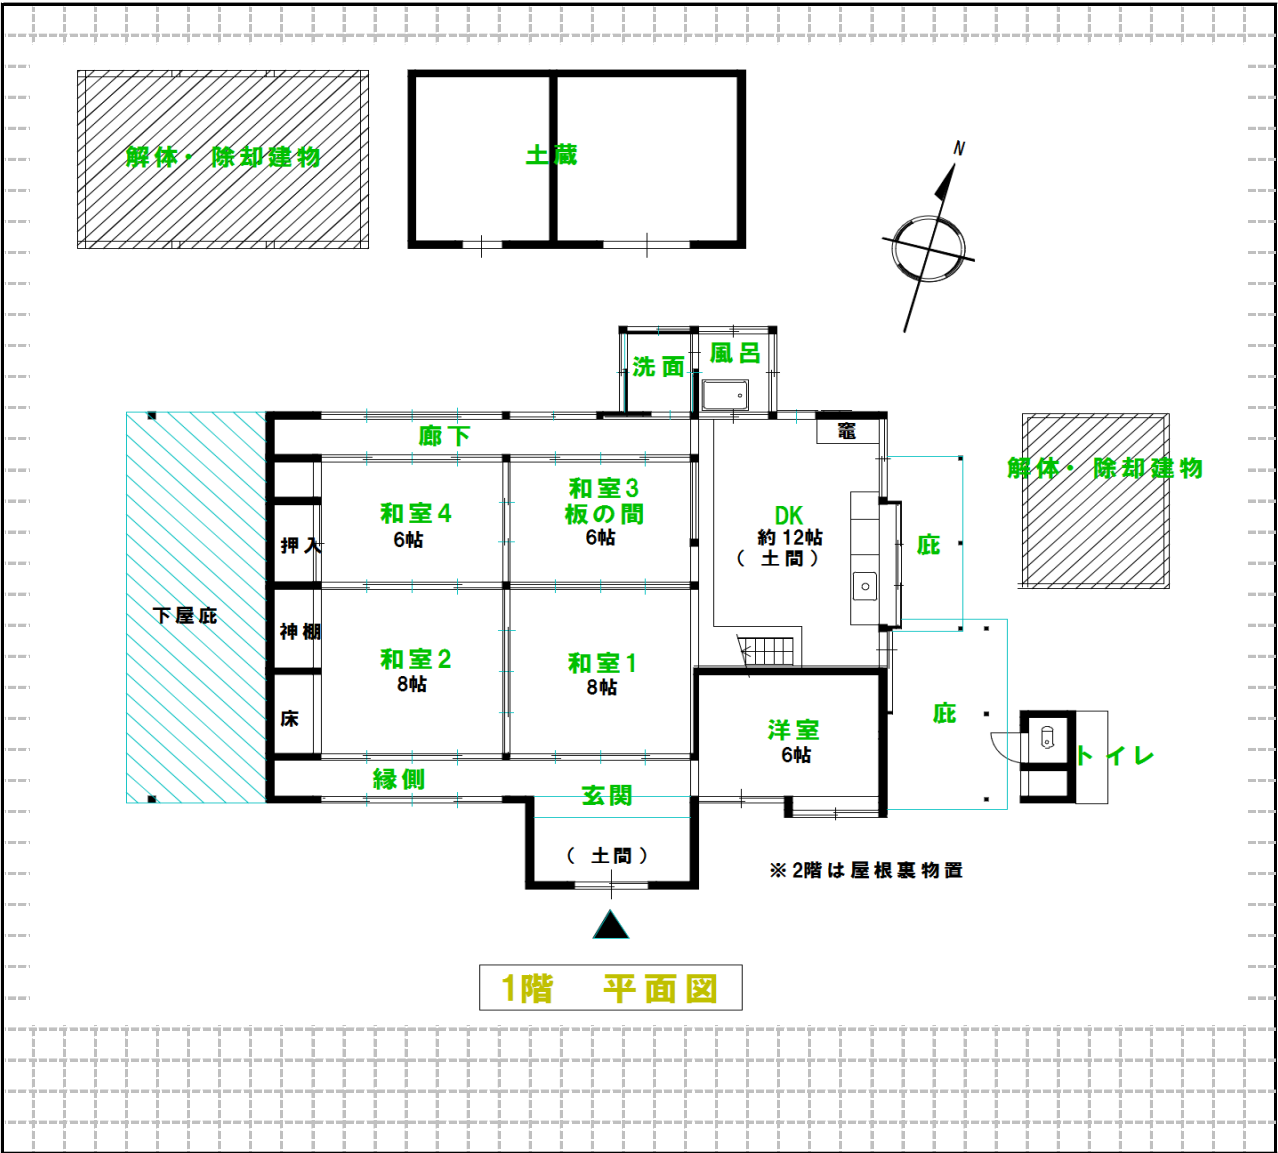 解体・除却建物
土蔵
N
洗面
風呂
竈
廊下
和室4
6帖
和室3
板の間
6帖
DK
約12帖
(土間)
庇
解体・除却建物
押入
下屋庇
神棚
和室2
8帖
和室1
8帖
床
洋室
6帖
庇
トイレ
縁側
玄関
(土間)
※2階は屋根裏物置
1階 平面図